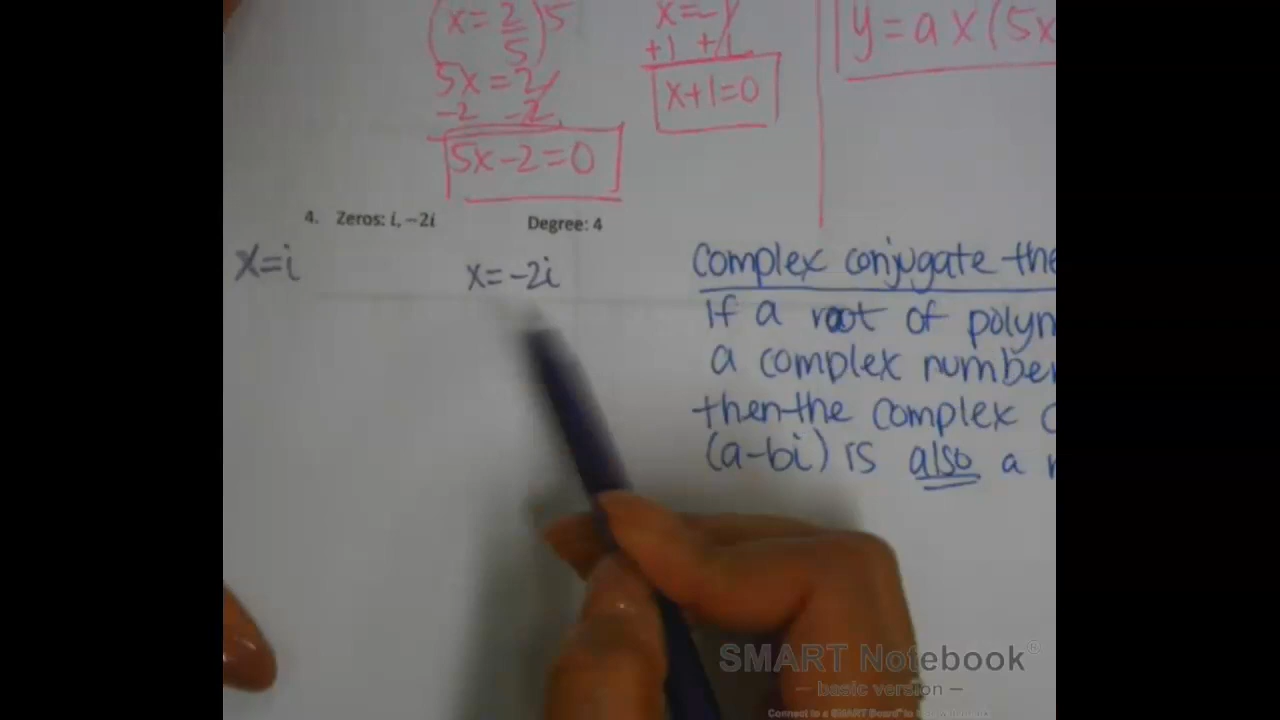 (x = 2/5)5
x = -1
y = ax(5x
+1 +1
5x = 2
x+1=0
-2 -2
5x-2=0
4. Zeros: i, −2i Degree: 4
x=i
x=-2i
Complex conjugate the
If a root of polyn
a complex number
then the complex c
(a-bi) is also a r
SMART Notebook®
— basic version —